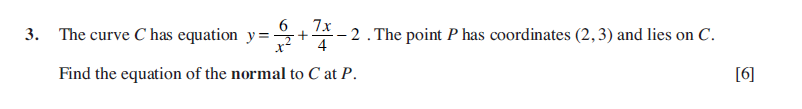 3. The curve C has equation y = 6/x² + 7x/4 − 2 . The point P has coordinates (2, 3) and lies on C.
Find the equation of the normal to C at P. [6]